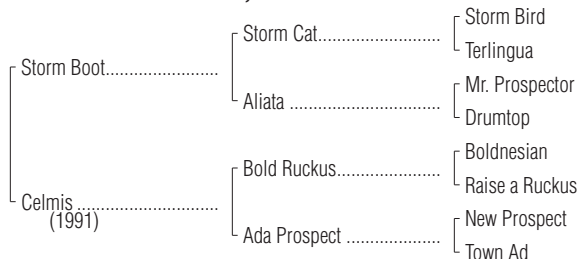 Storm Bird
Storm Cat..........................
Terlingua
Storm Boot........................
Mr. Prospector
Aliata ................................
Drumtop
Boldnesian
Bold Ruckus......................
Raise a Ruckus
Celmis ..............................
(1991)
New Prospect
Ada Prospect ....................
Town Ad